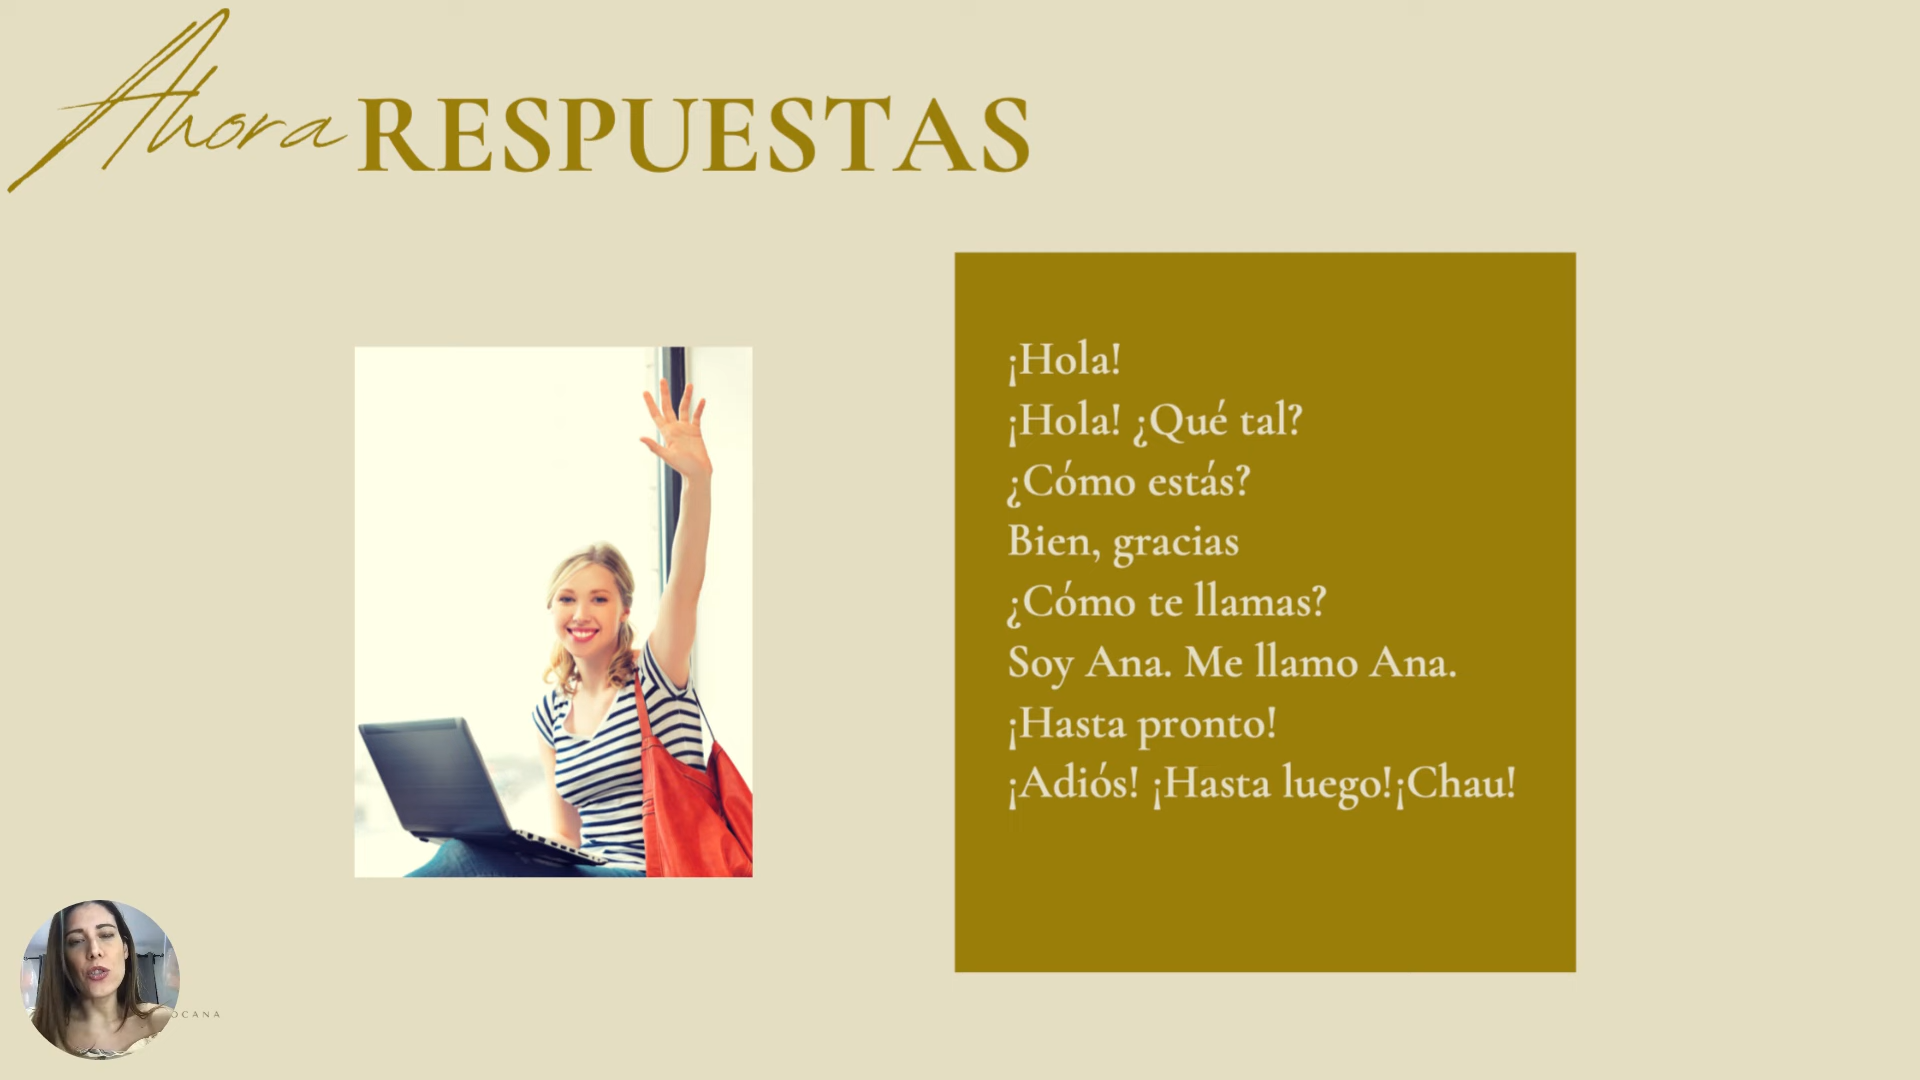 Ahora RESPUESTAS
¡Hola!
¡Hola! ¿Qué tal?
¿Cómo estás?
Bien, gracias
¿Cómo te llamas?
Soy Ana. Me llamo Ana.
¡Hasta pronto!
¡Adiós! ¡Hasta luego!¡Chau!